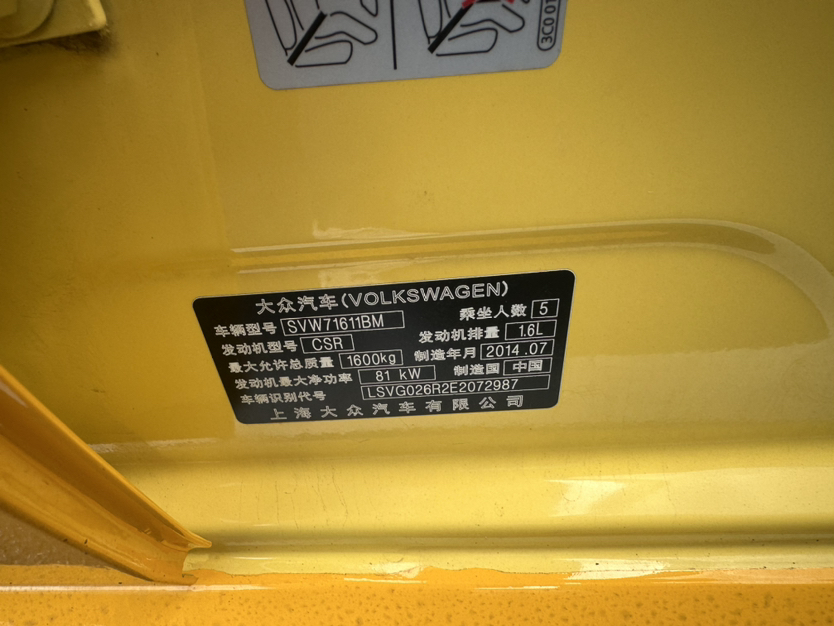 3C0 01
大众汽车(VOLKSWAGEN)
车辆型号 SVW71611BM 乘坐人数 5
发动机型号 CSR 发动机排量 1.6L
最大允许总质量 1600kg 制造年月 2014.07
发动机最大净功率 81 kW 制造国 中国
车辆识别代号 LSVG026R2E2072987
上海大众汽车有限公司